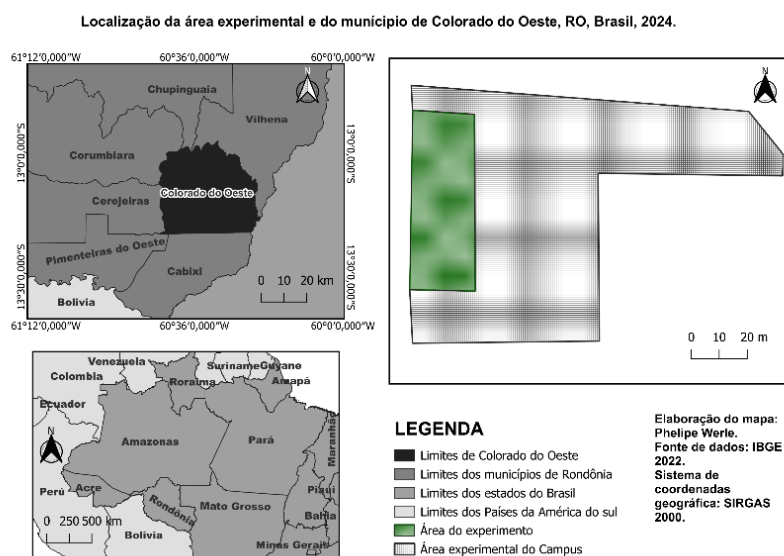 Localização da área experimental e do munícipio de Colorado do Oeste, RO, Brasil, 2024.
61°12'0,000"W 60°36'0,000"W 60°0'0,000"W
N
Chupinguaia
Vilhena
13°0'0,000"S
13°0'0,000"S
Corumbiara
Colorado do Oeste
Cerejeiras
Pimenteiras do Oeste
Cabixi
13°30'0,000"S
13°30'0,000"S
0 10 20 km
Bolivia
61°12'0,000"W 60°36'0,000"W 60°0'0,000"W
N
0 10 20 m
Venezuela
Suriname
Guyane
Colombia
Roraima
Amapá
Ecuador
N
Amazonas
Pará
Maranhão
Perú
Acre
Rondônia
Mato Grosso
Piauí
Bahia
0 250 500 km
Bolivia
Minas Gerais
LEGENDA
Limites de Colorado do Oeste
Limites dos municípios de Rondônia
Limites dos estados do Brasil
Limites dos Países da América do sul
Área do experimento
Área experimental do Campus
Elaboração do mapa:
Phelipe Werle.
Fonte de dados: IBGE
2022.
Sistema de
coordenadas
geográfica: SIRGAS
2000.